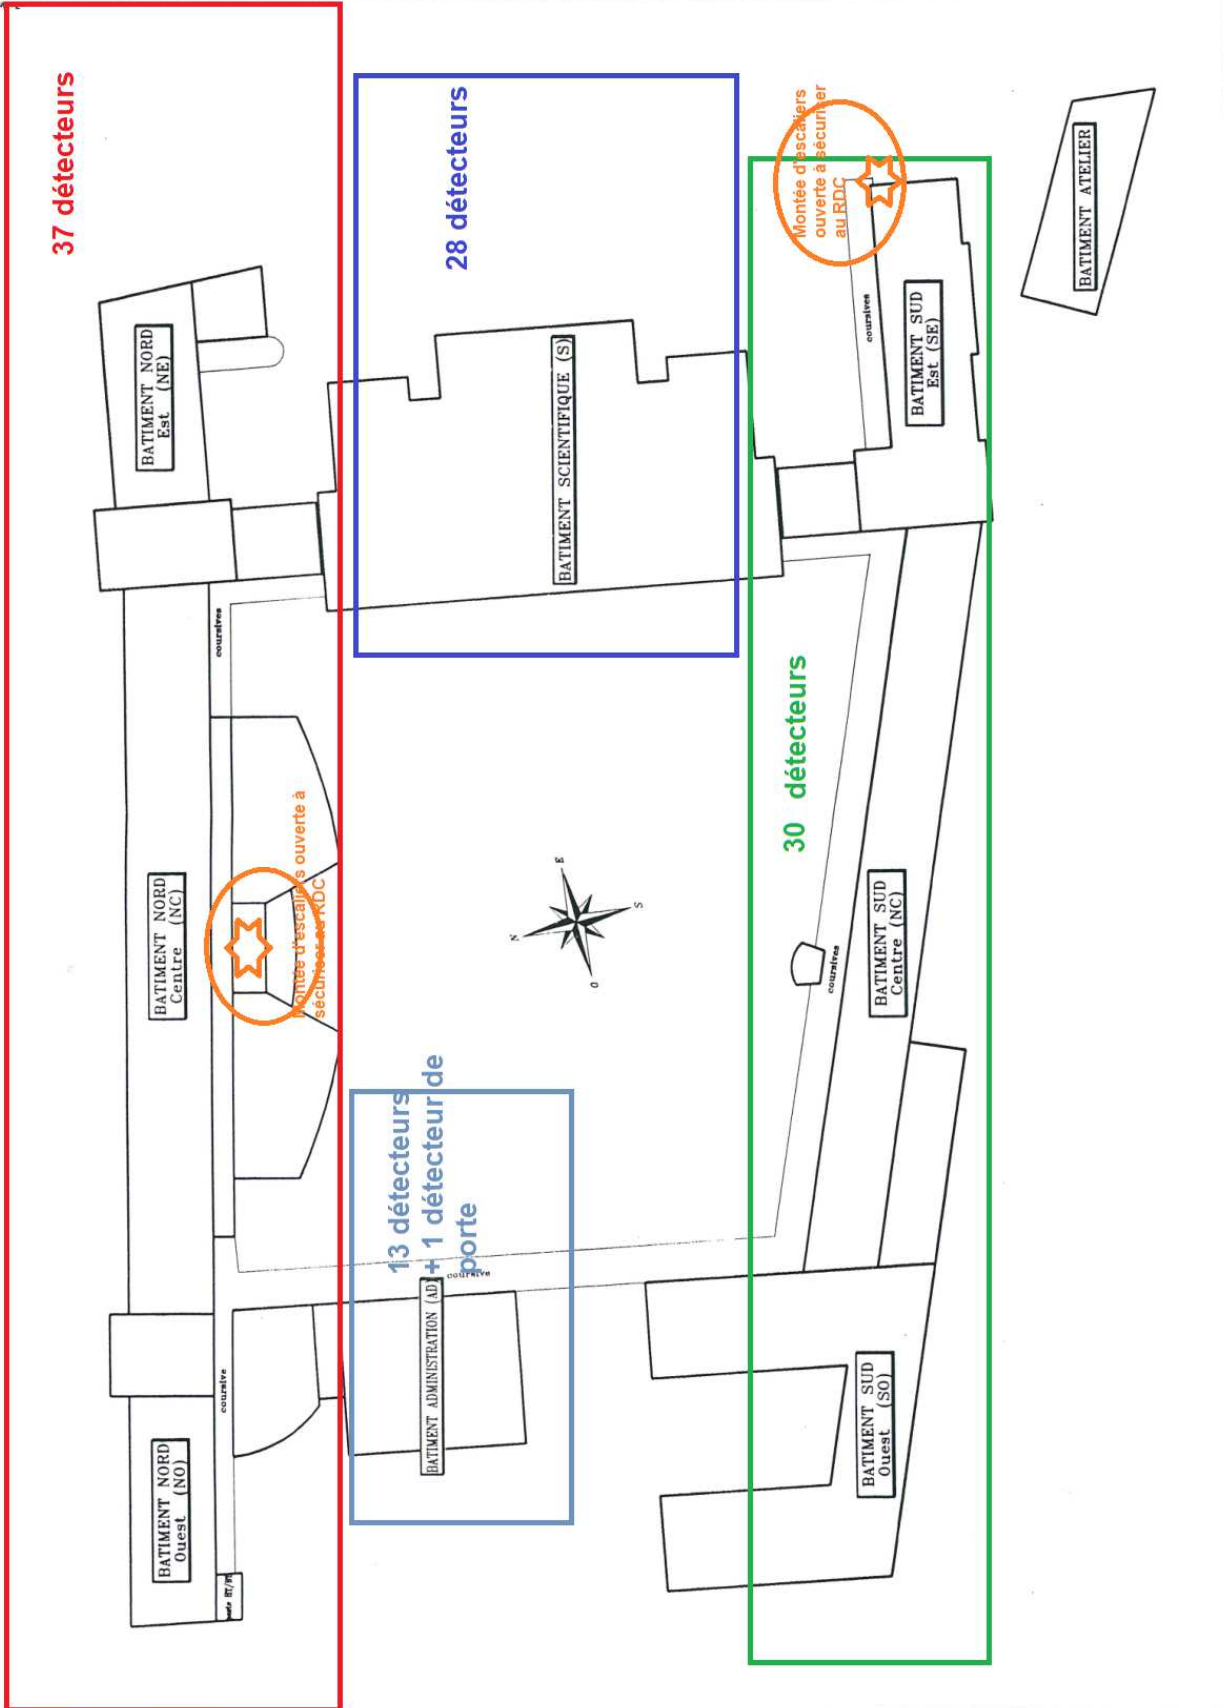 37 détecteurs
28 détecteurs
Montée d'escaliers
ouverte à sécuriser
au RDC
BATIMENT ATELIER
BATIMENT NORD
Est (NE)
BATIMENT SCIENTIFIQUE (S)
coursives
BATIMENT SUD
Est (SE)
coursives
30 détecteurs
Montée d'escaliers ouverte à
sécuriser au RDC
BATIMENT NORD
Centre (NC)
N
E
S
O
coursives
BATIMENT SUD
Centre (NC)
13 détecteurs
+ 1 détecteur de
porte
coursive
BATIMENT ADMINISTRATION (AD)
coursive
BATIMENT NORD
Ouest (NO)
BATIMENT SUD
Ouest (SO)